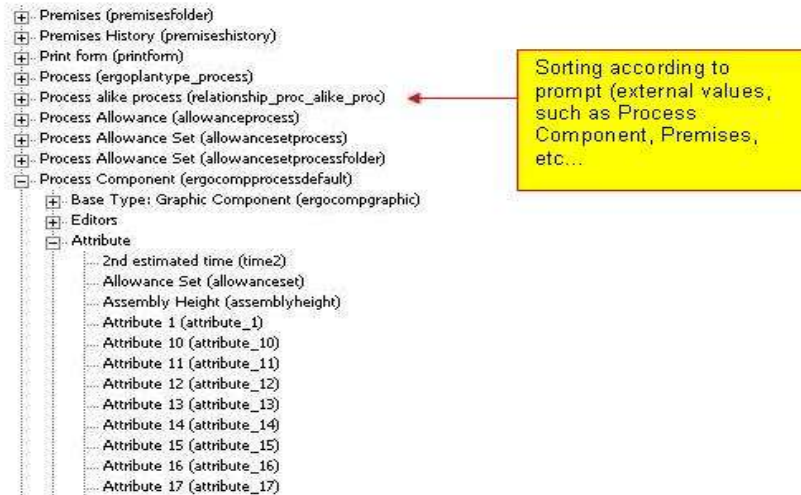 Premises (premisesfolder)
Premises History (premiseshistory)
Print form (printform)
Process (ergoplantype_process)
Process alike process (relationship_proc_alike_proc)
Process Allowance (allowanceprocess)
Process Allowance Set (allowancesetprocess)
Process Allowance Set (allowancesetprocessfolder)
Process Component (ergocompprocessdefault)
Base Type: Graphic Component (ergocompgraphic)
Editors
Attribute
2nd estimated time (time2)
Allowance Set (allowanceset)
Assembly Height (assemblyheight)
Attribute 1 (attribute_1)
Attribute 10 (attribute_10)
Attribute 11 (attribute_11)
Attribute 12 (attribute_12)
Attribute 13 (attribute_13)
Attribute 14 (attribute_14)
Attribute 15 (attribute_15)
Attribute 16 (attribute_16)
Attribute 17 (attribute_17)
Sorting according to
prompt (external values,
such as Process
Component, Premises,
etc...